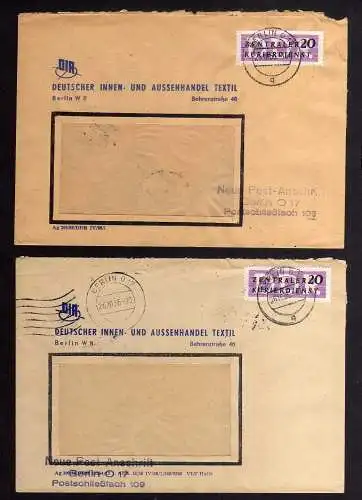 ZENTRALER 20
KURIERDIENST
DIA
DEUTSCHER INNEN- UND AUSSENHANDEL TEXTIL
Berlin W 8 Behrenstraße 46
Neue Post-Anschrift
Berlin O 17
Postschließfach 109
ZENTRALER 20
KURIERDIENST
BERLIN
DIA
DEUTSCHER INNEN- UND AUSSENHANDEL TEXTIL
Berlin W 8 Behrenstraße 46
Neue Post-Anschrift
Berlin O 17
Postschließfach 109